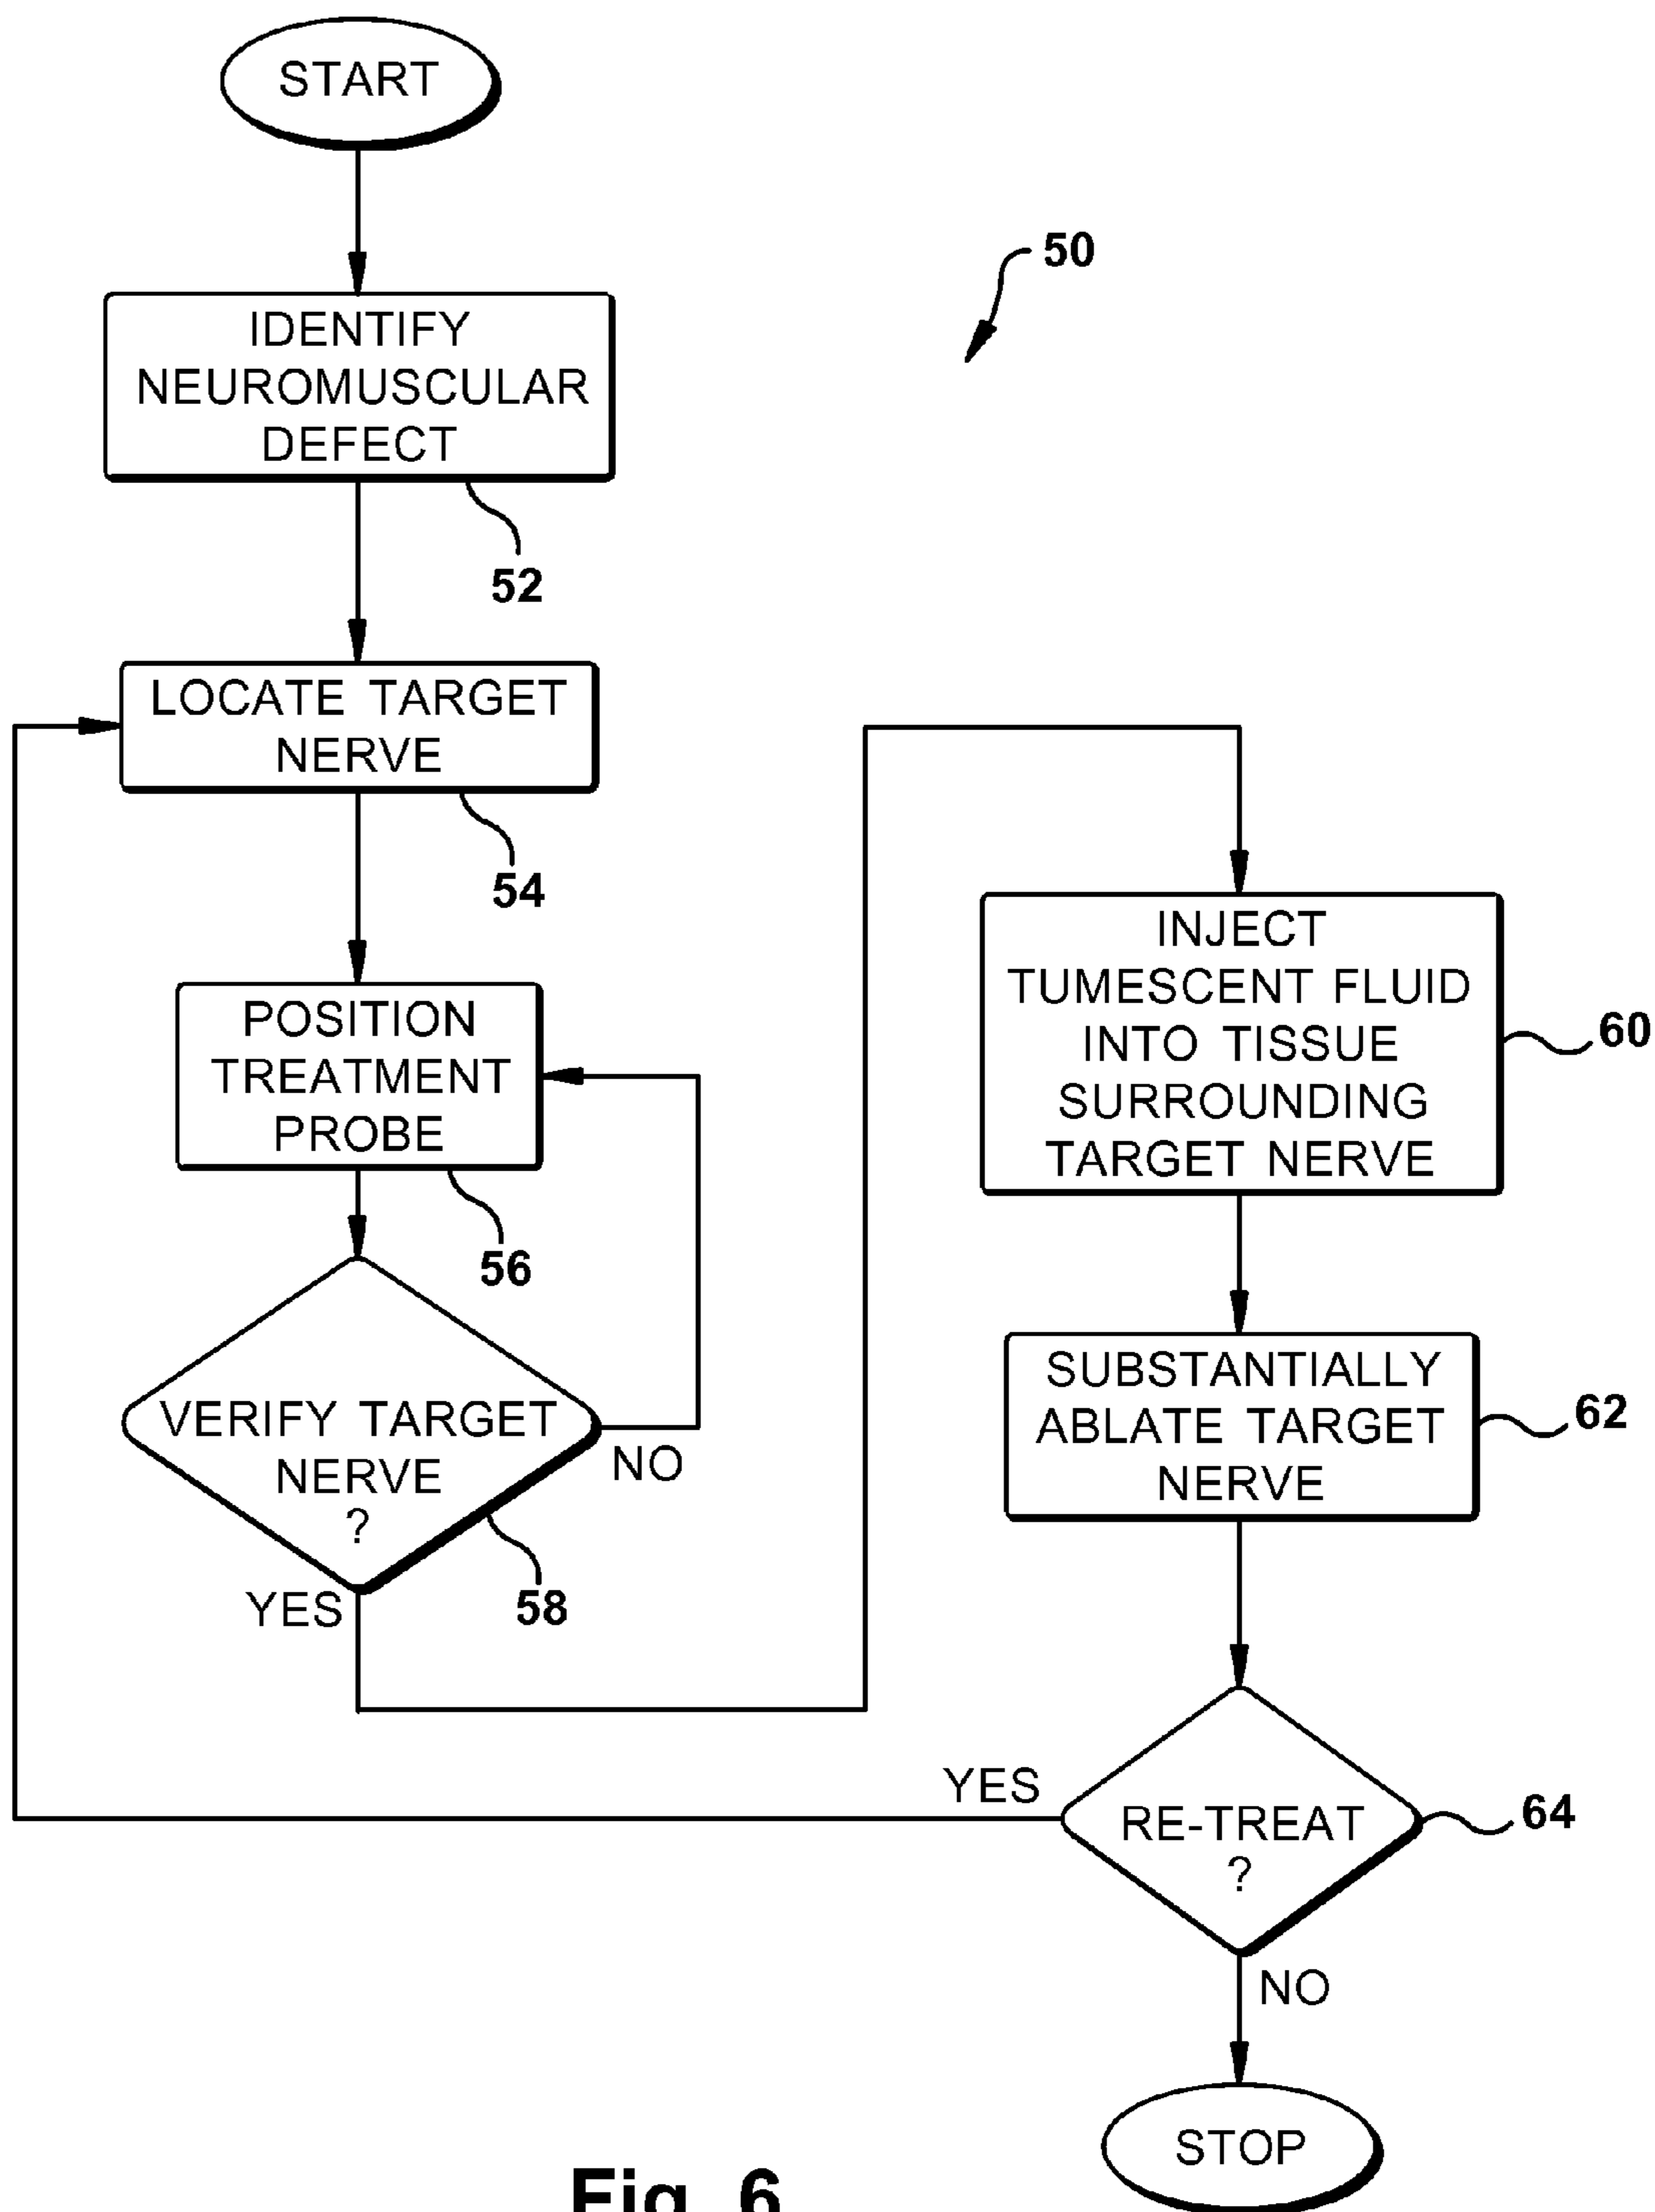 START
50
IDENTIFY
NEUROMUSCULAR
DEFECT
52
LOCATE TARGET
NERVE
54
POSITION
TREATMENT
PROBE
56
VERIFY TARGET
NERVE
?
NO
YES
58
INJECT
TUMESCENT FLUID
INTO TISSUE
SURROUNDING
TARGET NERVE
60
SUBSTANTIALLY
ABLATE TARGET
NERVE
62
YES
RE-TREAT
?
64
NO
STOP
Fig. 6